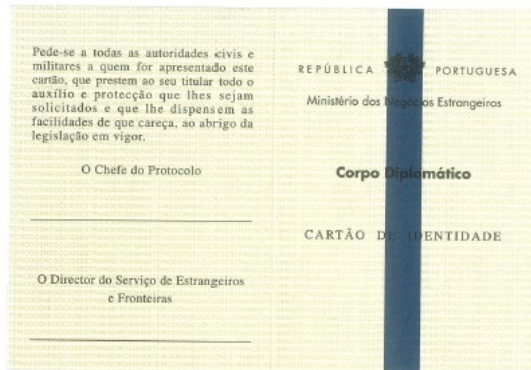 Pede-se a todas as autoridades civis e
militares a quem for apresentado este
cartão, que prestem ao seu titular todo o
auxílio e protecção que lhes sejam
solicitados e que lhe dispensem as
facilidades de que careça, ao abrigo da
legislação em vigor.
O Chefe do Protocolo
O Director do Serviço de Estrangeiros
e Fronteiras
REPÚBLICA PORTUGUESA
Ministério dos Negócios Estrangeiros
Corpo Diplomático
CARTÃO DE IDENTIDADE